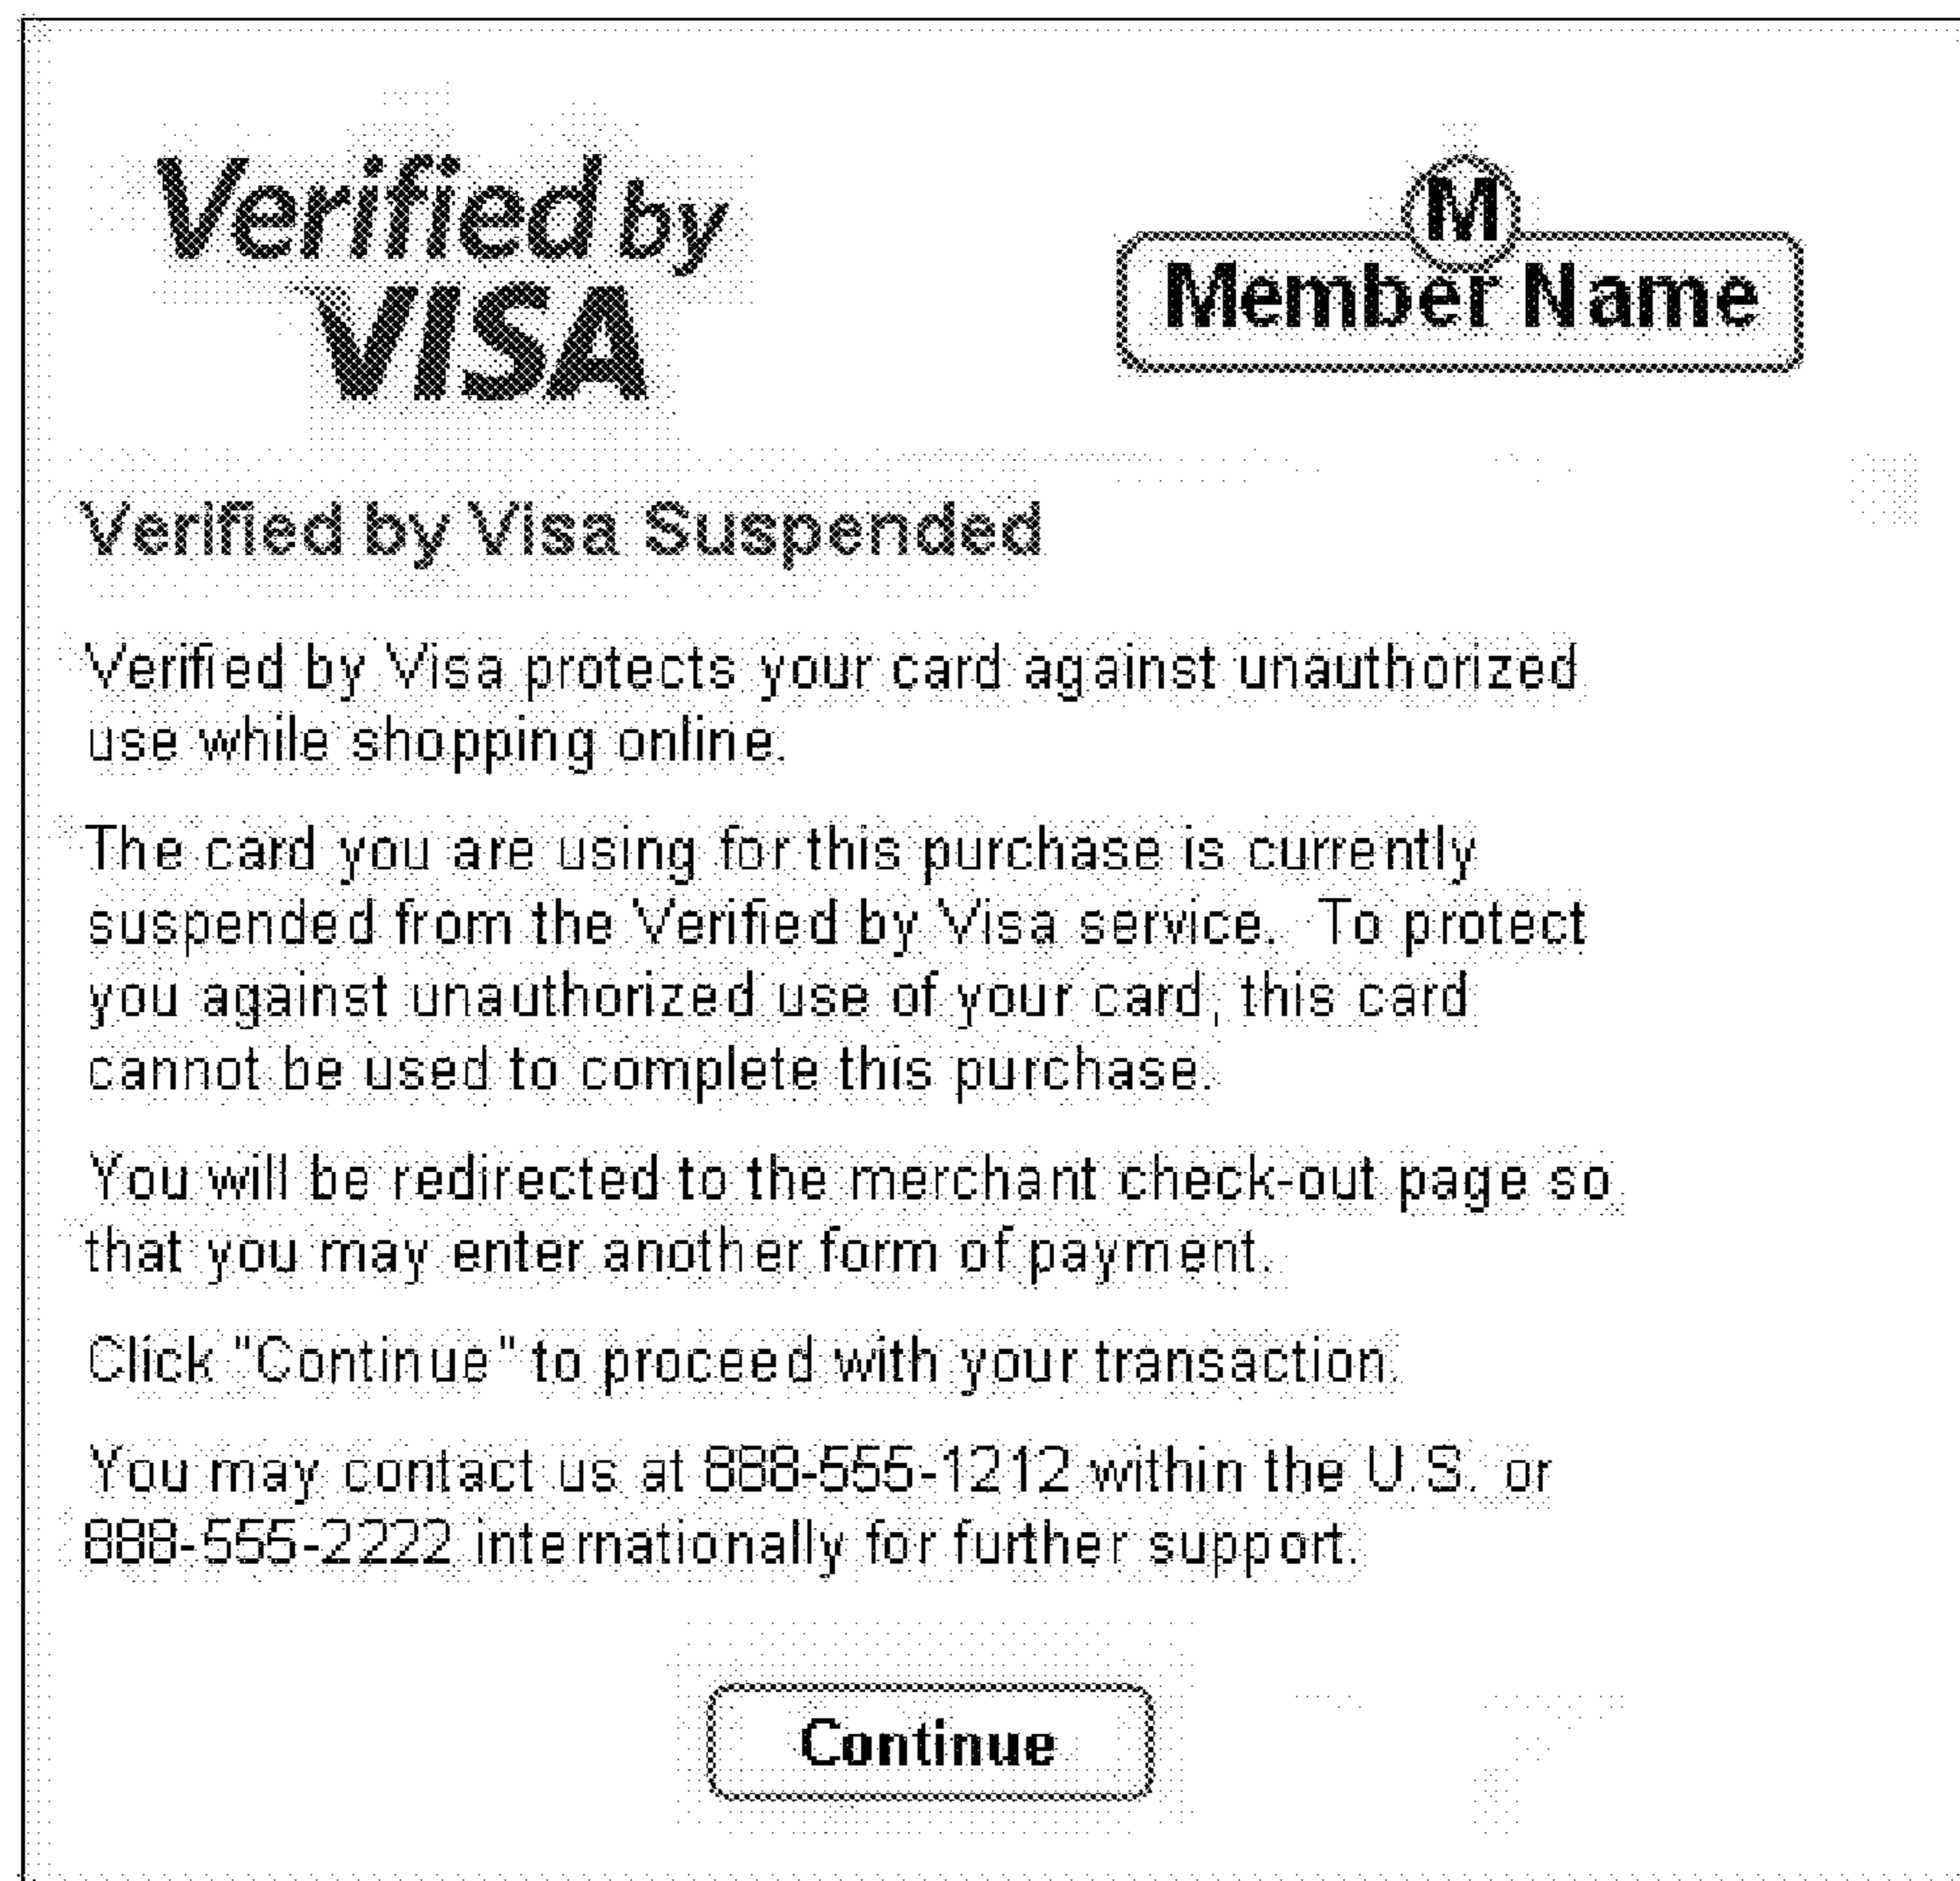 Verified by
VISA
M
Member Name
Verified by Visa Suspended
Verified by Visa protects your card against unauthorized
use while shopping online.
The card you are using for this purchase is currently
suspended from the Verified by Visa service.  To protect
you against unauthorized use of your card, this card
cannot be used to complete this purchase.
You will be redirected to the merchant check-out page so
that you may enter another form of payment.
Click "Continue" to proceed with your transaction.
You may contact us at 888-555-1212 within the U.S. or
888-555-2222 internationally for further support.
Continue